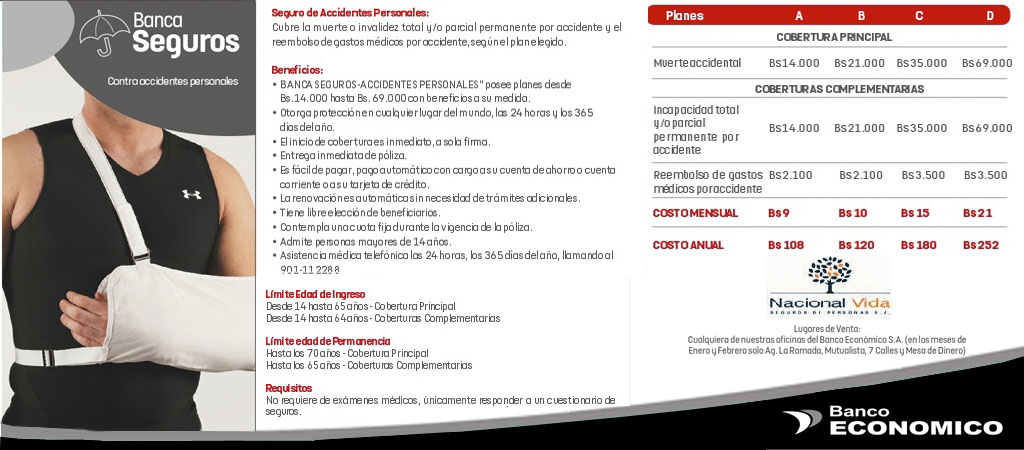 Banca
Seguros
Contra accidentes personales
Seguro de Accidentes Personales:
Cubre la muerte o invalidez total y/o parcial permanente por accidente y el
reembolso de gastos médicos por accidente, según el plan elegido.
Beneficios:
• BANCA SEGUROS-ACCIDENTES PERSONALES" posee planes desde
Bs. 14.000 hasta Bs. 69.000 con beneficios a su medida.
• Otorga protección en cualquier lugar del mundo, las 24 horas y los 365
días del año.
• El inicio de cobertura es inmediato, a sola firma.
• Entrega inmediata de póliza.
• Es fácil de pagar, pago automático con cargo a su cuenta de ahorro o cuenta
corriente o a su tarjeta de crédito.
• La renovación es automática sin necesidad de trámites adicionales.
• Tiene libre elección de beneficiarios.
• Contempla una cuota fija durante la vigencia de la póliza.
• Admite personas mayores de 14 años.
• Asistencia médica telefónica las 24 horas, los 365 días del año, llamando al
901-11 2288
Límite Edad de Ingreso
Desde 14 hasta 65 años - Cobertura Principal
Desde 14 hasta 64años - Coberturas Complementarias
Límite edad de Permanencia
Hasta los 70 años - Cobertura Principal
Hasta los 65 años - Coberturas Complementarias
Requisitos
No requiere de exámenes médicos, únicamente responder a un cuestionario de
seguros.
Planes A B C D
COBERTURA PRINCIPAL
Muerte accidental Bs14.000 Bs21.000 Bs35.000 Bs69.000
COBERTURAS COMPLEMENTARIAS
Incapacidad total
y/o parcial
permanente por
accidente
Bs14.000 Bs21.000 Bs35.000 Bs69.000
Reembolso de gastos Bs2.100 Bs2.100 Bs3.500 Bs3.500
médicos por accidente
COSTO MENSUAL Bs 9 Bs 10 Bs 15 Bs 21
COSTO ANUAL Bs 108 Bs 120 Bs 180 Bs 252
Nacional Vida
SEGUROS DE PERSONAS S.A.
Lugares de Venta:
Cualquiera de nuestras oficinas del Banco Económico S.A. (en los meses de
Enero y Febrero solo Ag. La Ramada, Mutualista, 7 Calles y Mesa de Dinero)
Banco
ECONOMICO